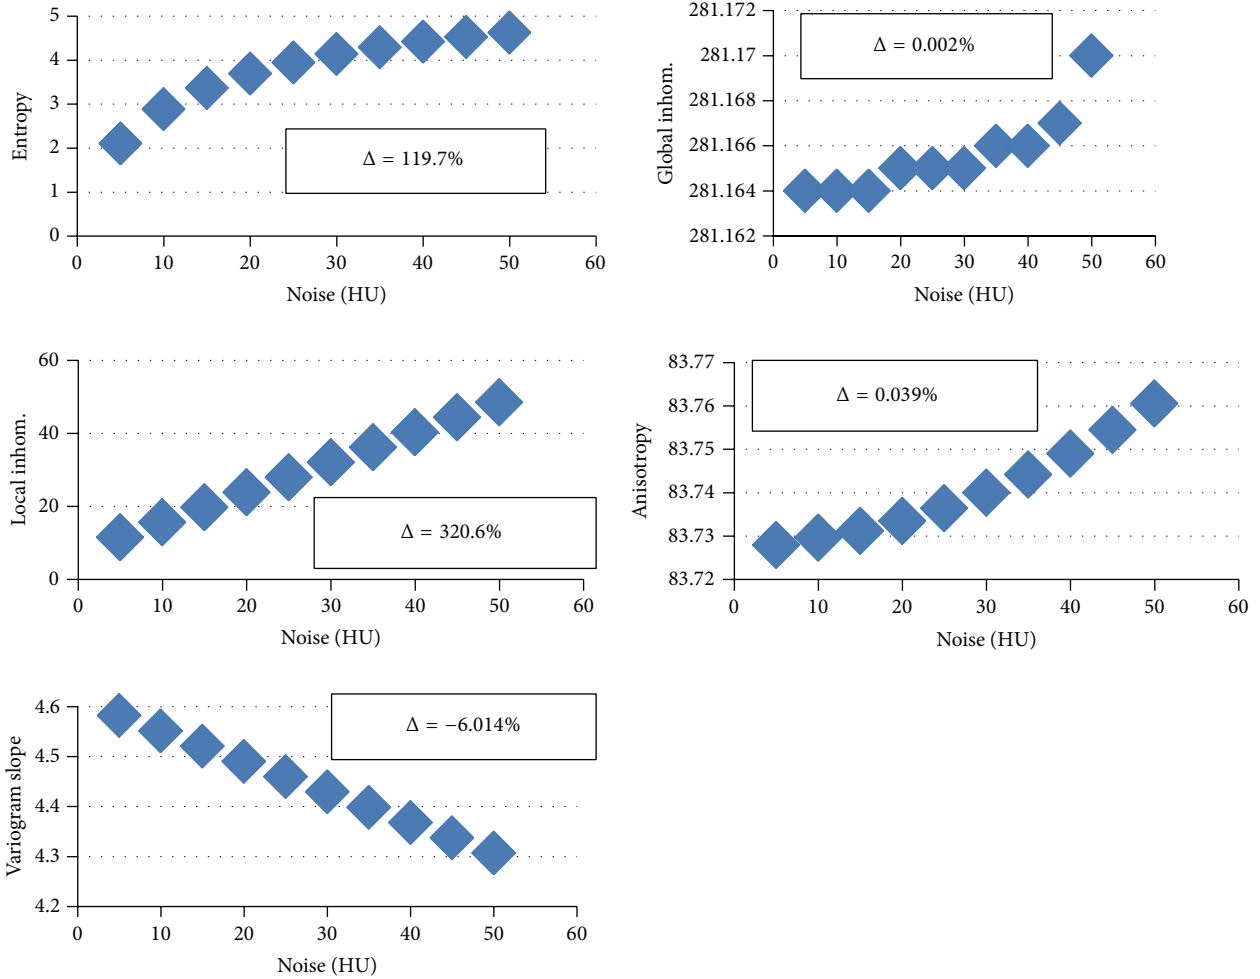 5
4
3
2
1
0
Entropy
Δ = 119.7%
0 10 20 30 40 50 60
Noise (HU)
281.172
281.17
281.168
281.166
281.164
281.162
Global inhom.
Δ = 0.002%
0 10 20 30 40 50 60
Noise (HU)
60
40
20
0
Local inhom.
Δ = 320.6%
0 10 20 30 40 50 60
Noise (HU)
83.77
83.76
83.75
83.74
83.73
83.72
Anisotropy
Δ = 0.039%
0 10 20 30 40 50 60
Noise (HU)
4.6
4.5
4.4
4.3
4.2
Variogram slope
Δ = −6.014%
0 10 20 30 40 50 60
Noise (HU)